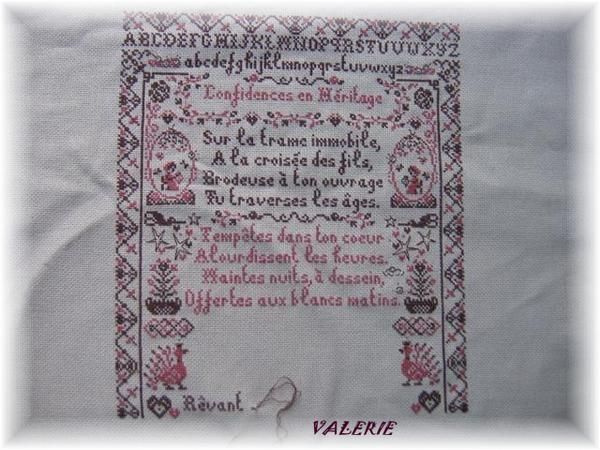 ABCDEFGHIJKLMNOPQRSTUVWXYZ
abcdefghijklmnopqrstuvwxyz
Confidences en Héritage
Sur la trame immobile,
A la croisée des fils,
Brodeuse à ton ouvrage
Tu traverses les âges.
Tempêtes dans ton coeur
Alourdissent les heures.
Maintes nuits, à dessein,
Offertes aux blancs matins.
Rêvant
VALERIE